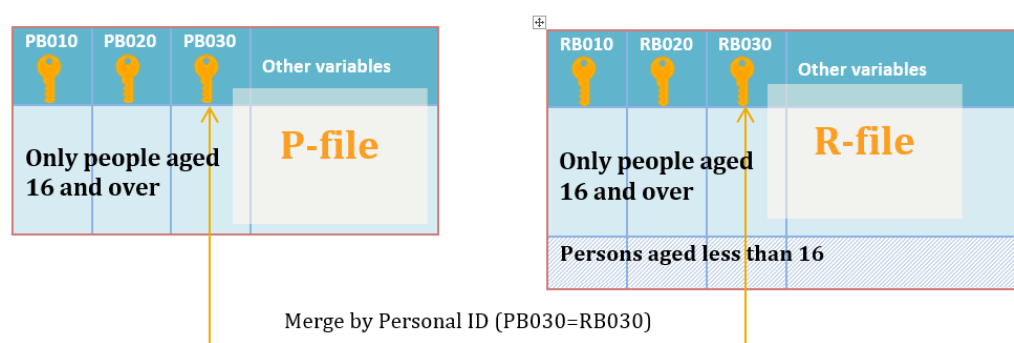 PB010 PB020 PB030
Other variables
P-file
Only people aged
16 and over
RB010 RB020 RB030
Other variables
R-file
Only people aged
16 and over
Persons aged less than 16
Merge by Personal ID (PB030=RB030)